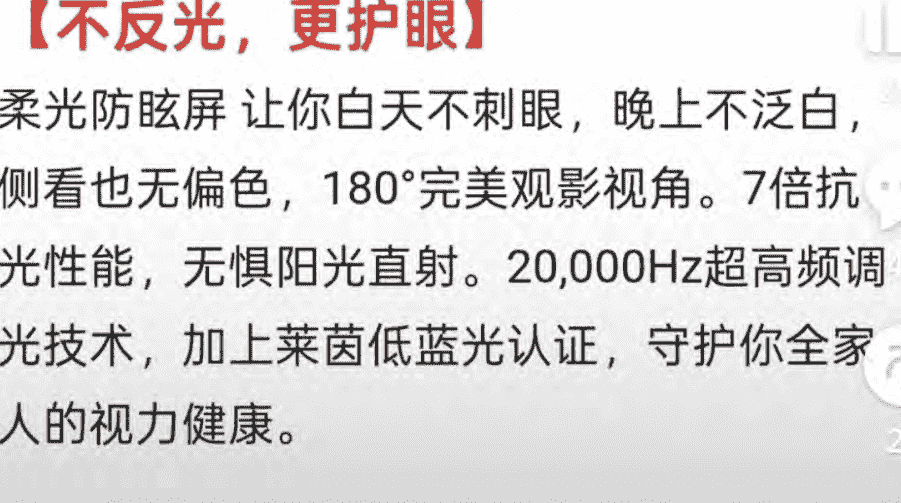 【不反光，更护眼】
柔光防眩屏 让你白天不刺眼，晚上不泛白，
侧看也无偏色，180°完美观影视角。7倍抗
光性能，无惧阳光直射。20,000Hz超高频调
光技术，加上莱茵低蓝光认证，守护你全家
人的视力健康。